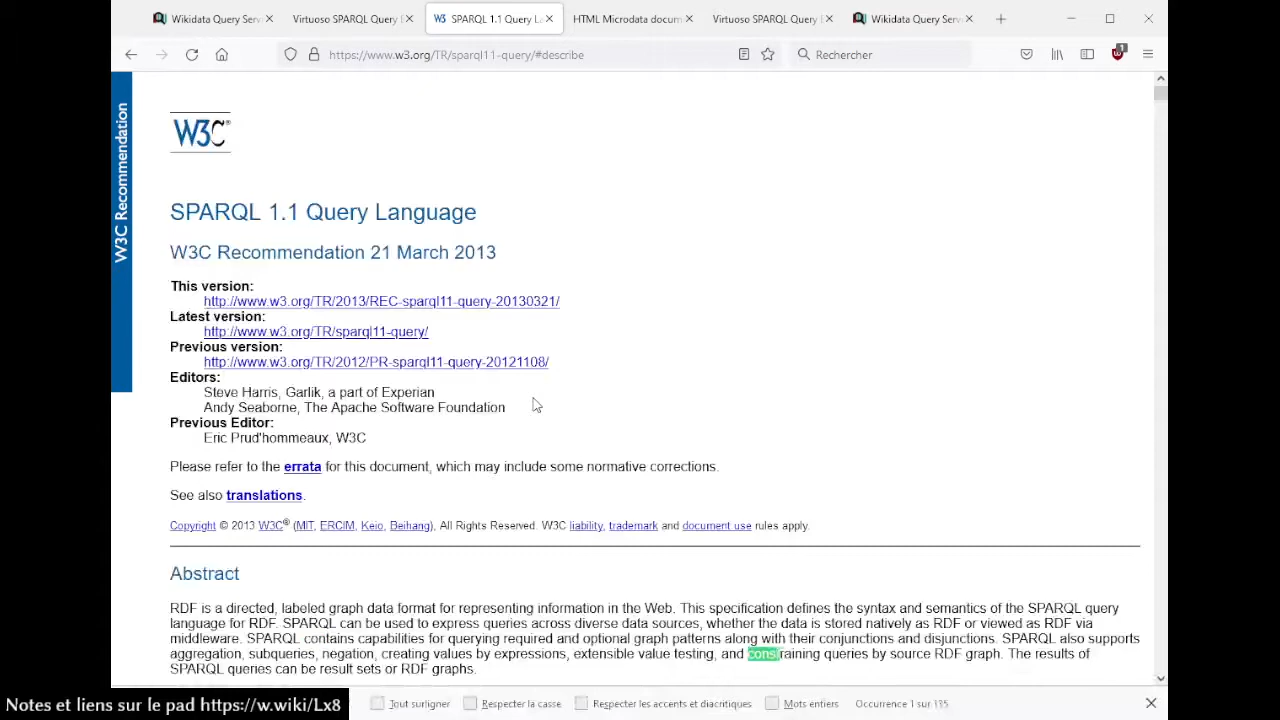 Wikidata Query Serv
Virtuoso SPARQL Query E
SPARQL 1.1 Query La
HTML Microdata docum
Virtuoso SPARQL Query E
Wikidata Query Serv
https://www.w3.org/TR/sparql11-query/#describe
Rechercher
1
W3C Recommendation
W3C®
SPARQL 1.1 Query Language
W3C Recommendation 21 March 2013
This version:
http://www.w3.org/TR/2013/REC-sparql11-query-20130321/
Latest version:
http://www.w3.org/TR/sparql11-query/
Previous version:
http://www.w3.org/TR/2012/PR-sparql11-query-20121108/
Editors:
Steve Harris, Garlik, a part of Experian
Andy Seaborne, The Apache Software Foundation
Previous Editor:
Eric Prud'hommeaux, W3C
Please refer to the errata for this document, which may include some normative corrections.
See also translations.
Copyright © 2013 W3C® (MIT, ERCIM, Keio, Beihang), All Rights Reserved. W3C liability, trademark and document use rules apply.
Abstract
RDF is a directed, labeled graph data format for representing information in the Web. This specification defines the syntax and semantics of the SPARQL query
language for RDF. SPARQL can be used to express queries across diverse data sources, whether the data is stored natively as RDF or viewed as RDF via
middleware. SPARQL contains capabilities for querying required and optional graph patterns along with their conjunctions and disjunctions. SPARQL also supports
aggregation, subqueries, negation, creating values by expressions, extensible value testing, and constraining queries by source RDF graph. The results of
SPARQL queries can be result sets or RDF graphs.
Notes et liens sur le pad https://w.wiki/Lx8
Tout surligner
Respecter la casse
Respecter les accents et diacritiques
Mots entiers
Occurrence 1 sur 135